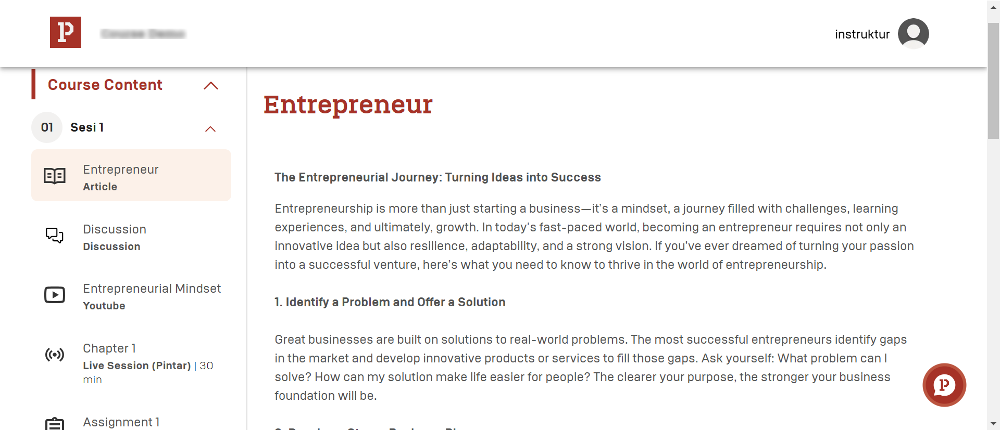 P
instruktur
Course Content
01 Sesi 1
Entrepreneur
Article
Discussion
Discussion
Entrepreneurial Mindset
Youtube
Chapter 1
Live Session (Pintar) | 30
min
Assignment 1
Entrepreneur
The Entrepreneurial Journey: Turning Ideas into Success
Entrepreneurship is more than just starting a business—it’s a mindset, a journey filled with challenges, learning
experiences, and ultimately, growth. In today's fast-paced world, becoming an entrepreneur requires not only an
innovative idea but also resilience, adaptability, and a strong vision. If you’ve ever dreamed of turning your passion
into a successful venture, here’s what you need to know to thrive in the world of entrepreneurship.
1. Identify a Problem and Offer a Solution
Great businesses are built on solutions to real-world problems. The most successful entrepreneurs identify gaps
in the market and develop innovative products or services to fill those gaps. Ask yourself: What problem can I
solve? How can my solution make life easier for people? The clearer your purpose, the stronger your business
foundation will be.
P